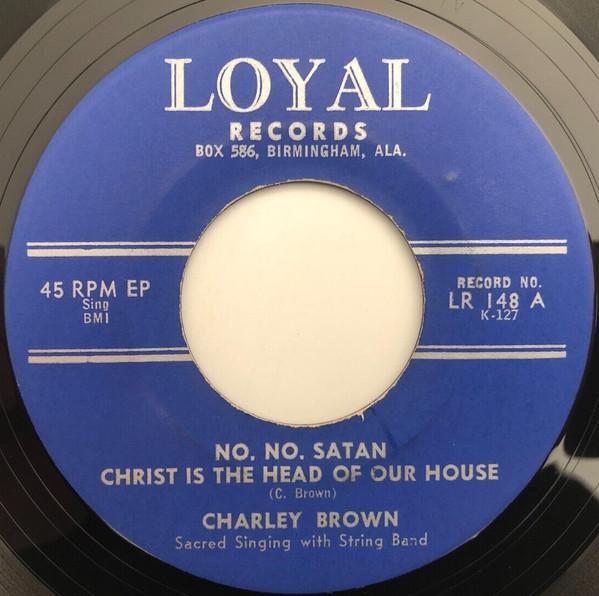 LOYAL
RECORDS
BOX 586, BIRMINGHAM, ALA.
45 RPM EP
Sing
BMI
RECORD NO.
LR 148 A
K-127
NO. NO. SATAN
CHRIST IS THE HEAD OF OUR HOUSE
(C. Brown)
CHARLEY BROWN
Sacred Singing with String Band